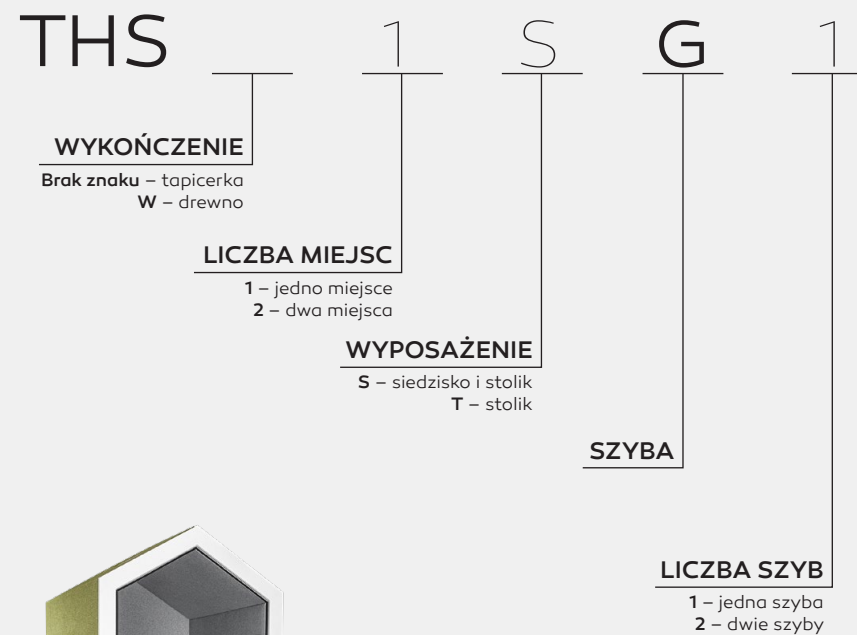 THS 1 S G 1
WYKOŃCZENIE
Brak znaku – tapicerka
W – drewno
LICZBA MIEJSC
1 – jedno miejsce
2 – dwa miejsca
WYPOSAŻENIE
S – siedzisko i stolik
T – stolik
SZYBA
LICZBA SZYB
1 – jedna szyba
2 – dwie szyby